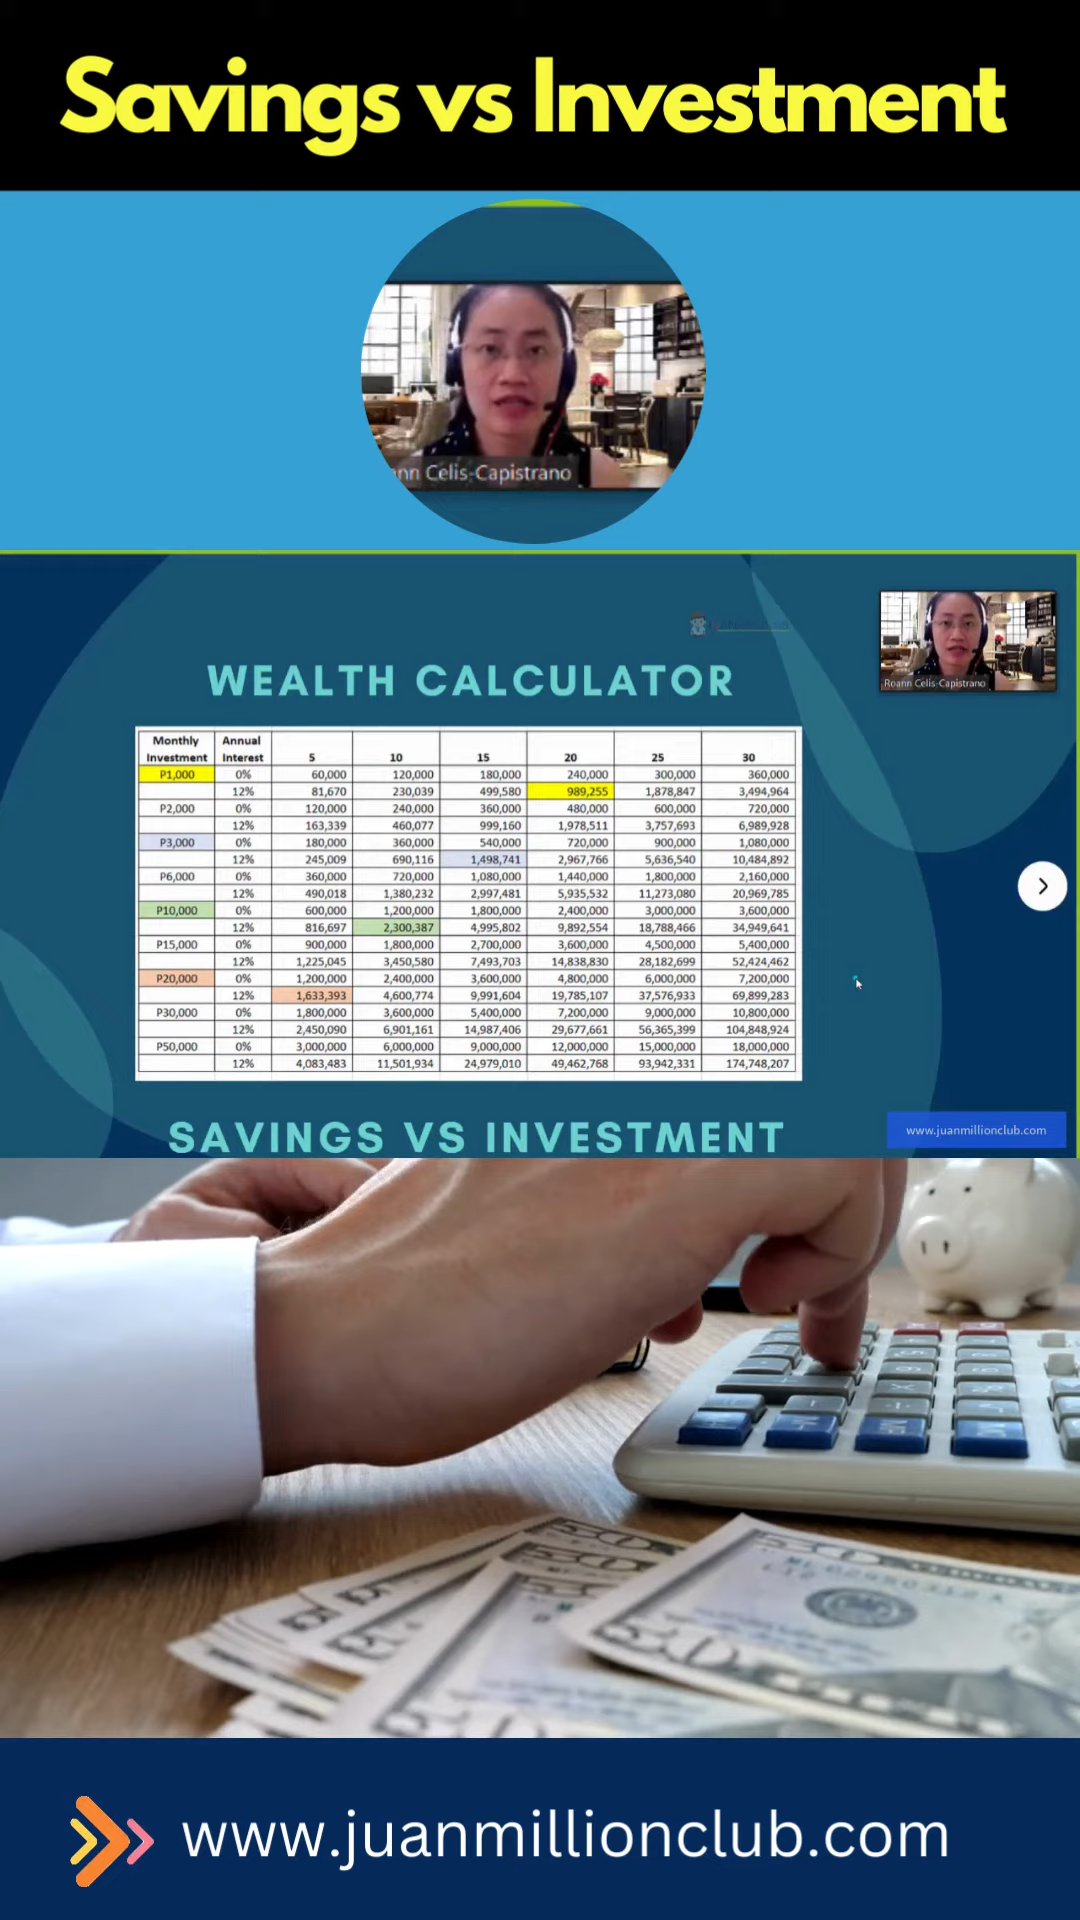 Savings vs Investment
Celis-Capistrano
Roann Celis-Capistrano
WEALTH CALCULATOR
Monthly Investment Annual Interest 5 10 15 20 25 30
P1,000 0% 60,000 120,000 180,000 240,000 300,000 360,000
12% 81,670 230,039 499,580 989,255 1,878,847 3,494,964
P2,000 0% 120,000 240,000 360,000 480,000 600,000 720,000
12% 163,339 460,077 999,160 1,978,511 3,757,693 6,989,928
P3,000 0% 180,000 360,000 540,000 720,000 900,000 1,080,000
12% 245,009 690,116 1,498,741 2,967,766 5,636,540 10,484,892
P6,000 0% 360,000 720,000 1,080,000 1,440,000 1,800,000 2,160,000
12% 490,018 1,380,232 2,997,481 5,935,532 11,273,080 20,969,785
P10,000 0% 600,000 1,200,000 1,800,000 2,400,000 3,000,000 3,600,000
12% 816,697 2,300,387 4,995,802 9,892,554 18,788,466 34,949,641
P15,000 0% 900,000 1,800,000 2,700,000 3,600,000 4,500,000 5,400,000
12% 1,225,045 3,450,580 7,493,703 14,838,830 28,182,699 52,424,462
P20,000 0% 1,200,000 2,400,000 3,600,000 4,800,000 6,000,000 7,200,000
12% 1,633,393 4,600,774 9,991,604 19,785,107 37,576,933 69,899,283
P30,000 0% 1,800,000 3,600,000 5,400,000 7,200,000 9,000,000 10,800,000
12% 2,450,090 6,901,161 14,987,406 29,677,661 56,365,399 104,848,924
P50,000 0% 3,000,000 6,000,000 9,000,000 12,000,000 15,000,000 18,000,000
12% 4,083,483 11,501,934 24,979,010 49,462,768 93,942,331 174,748,207
SAVINGS VS INVESTMENT
www.juanmillionclub.com
www.juanmillionclub.com